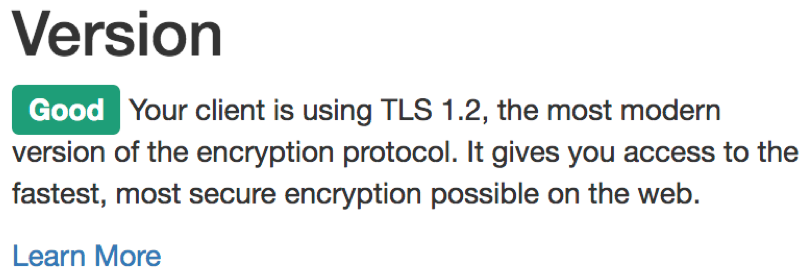 Version
Good Your client is using TLS 1.2, the most modern
version of the encryption protocol. It gives you access to the
fastest, most secure encryption possible on the web.
Learn More